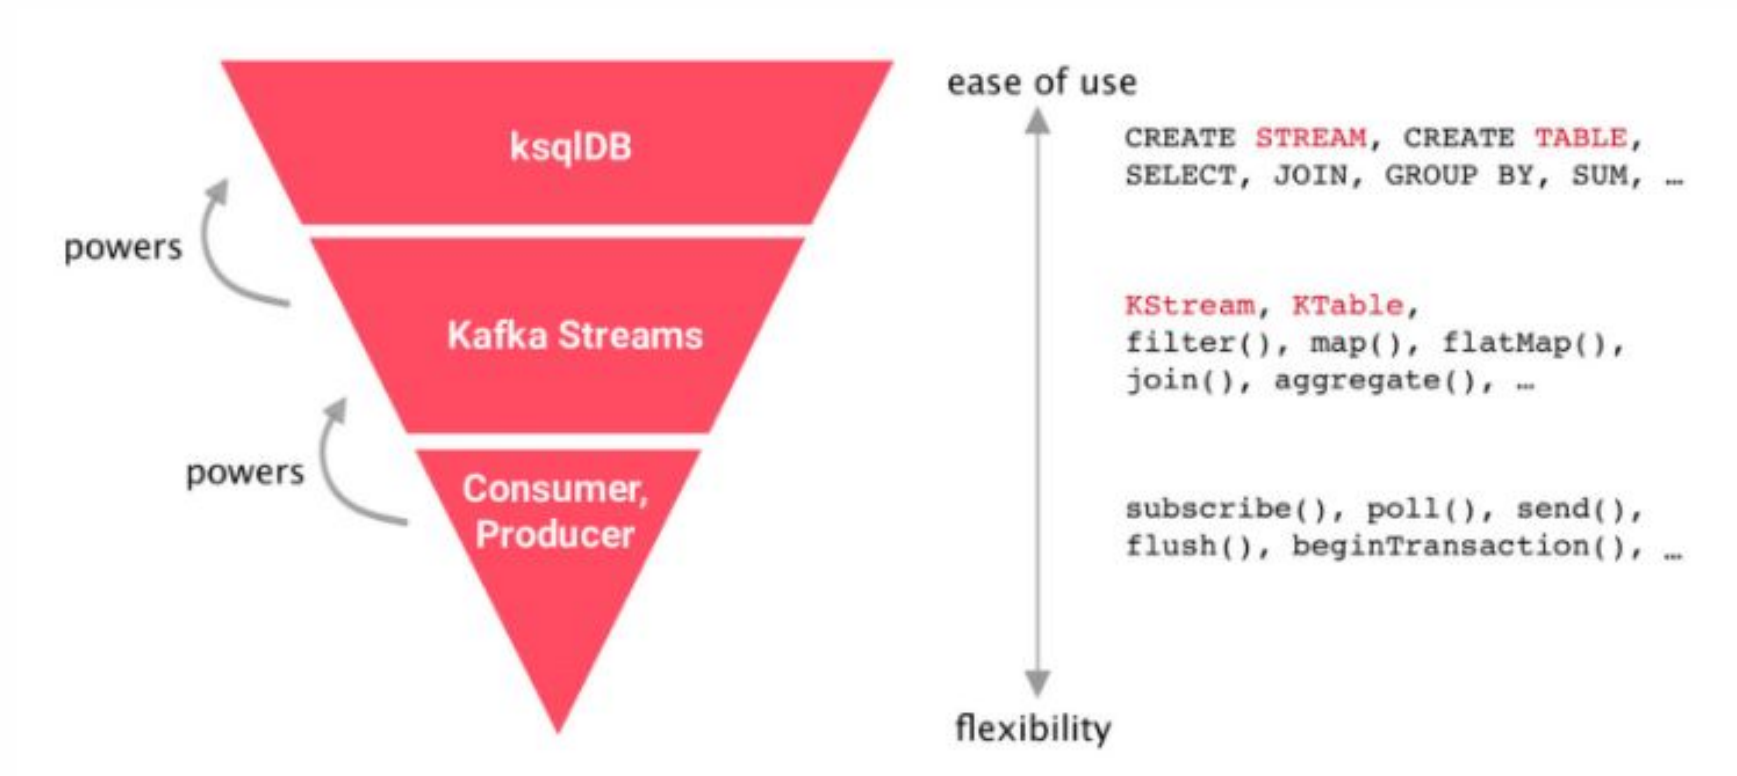 ksqlDB
powers
Kafka Streams
powers
Consumer,
Producer
ease of use
CREATE STREAM, CREATE TABLE,
SELECT, JOIN, GROUP BY, SUM, …
KStream, KTable,
filter(), map(), flatMap(),
join(), aggregate(), …
subscribe(), poll(), send(),
flush(), beginTransaction(), …
flexibility